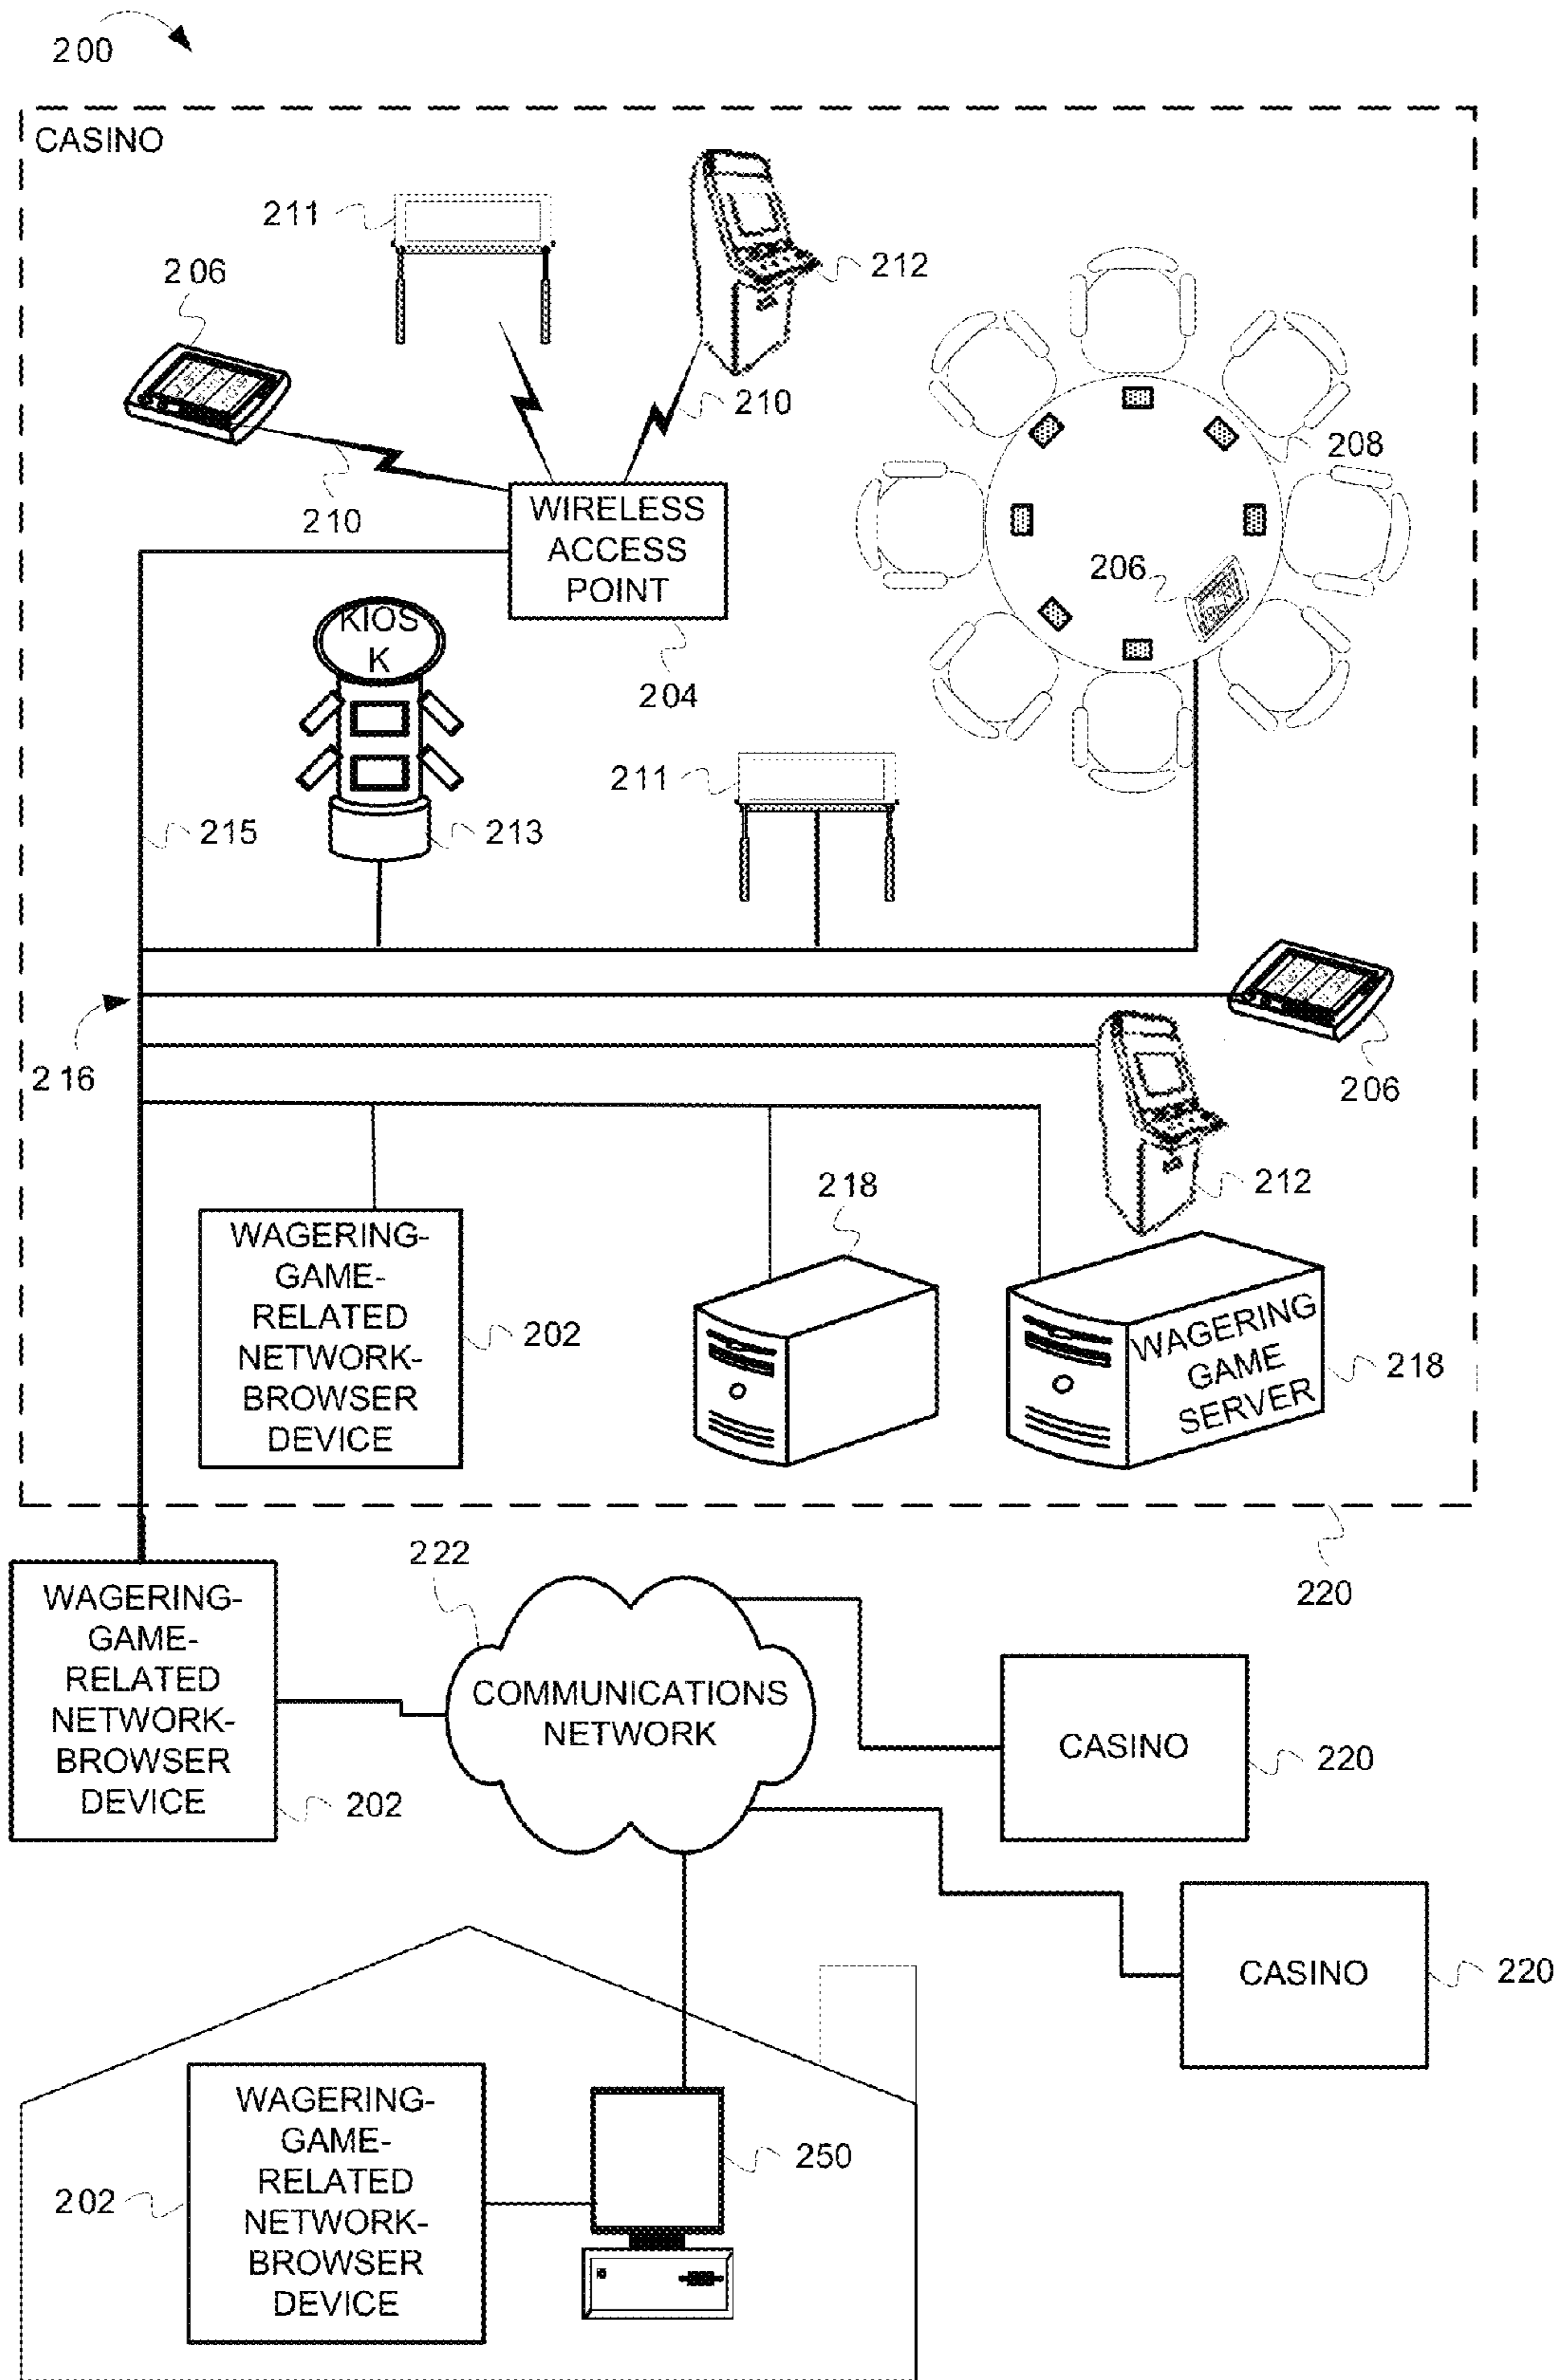 200
CASINO
211
212
206
210
208
210
WIRELESS
ACCESS
POINT
206
KIOS
K
204
211
215
213
216
206
218
212
WAGERING-
GAME-
RELATED
NETWORK-
BROWSER
DEVICE
202
WAGERING
GAME
SERVER
218
222
220
WAGERING-
GAME-
RELATED
NETWORK-
BROWSER
DEVICE
202
COMMUNICATIONS
NETWORK
CASINO
220
CASINO
220
WAGERING-
GAME-
RELATED
NETWORK-
BROWSER
DEVICE
202
250